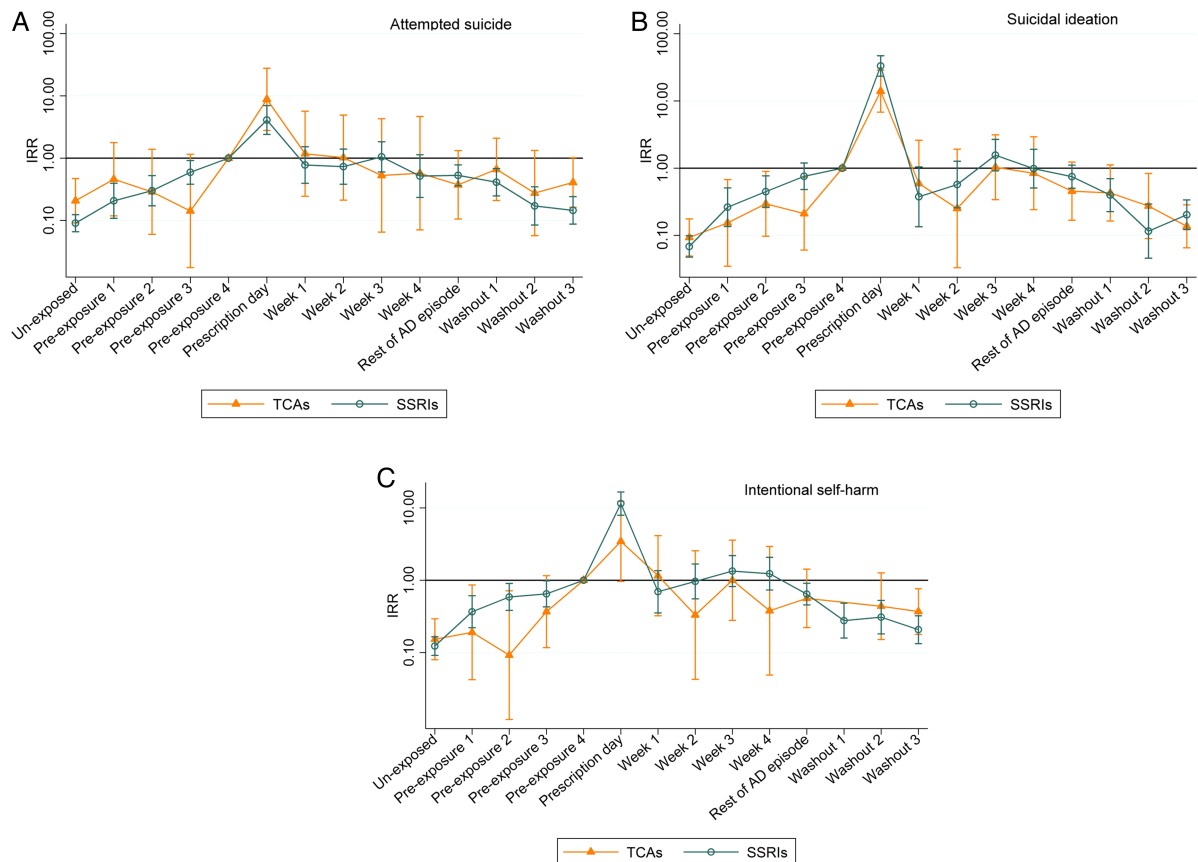 A
Attempted suicide
100.00
10.00
1.00
0.10
IRR
Un-exposed
Pre-exposure 1
Pre-exposure 2
Pre-exposure 3
Pre-exposure 4
Prescription day
Week 1
Week 2
Week 3
Week 4
Rest of AD episode
Washout 1
Washout 2
Washout 3
TCAs
SSRIs
B
Suicidal ideation
100.00
10.00
1.00
0.10
IRR
Un-exposed
Pre-exposure 1
Pre-exposure 2
Pre-exposure 3
Pre-exposure 4
Prescription day
Week 1
Week 2
Week 3
Week 4
Rest of AD episode
Washout 1
Washout 2
Washout 3
TCAs
SSRIs
C
Intentional self-harm
10.00
1.00
0.10
IRR
Un-exposed
Pre-exposure 1
Pre-exposure 2
Pre-exposure 3
Pre-exposure 4
Prescription day
Week 1
Week 2
Week 3
Week 4
Rest of AD episode
Washout 1
Washout 2
Washout 3
TCAs
SSRIs